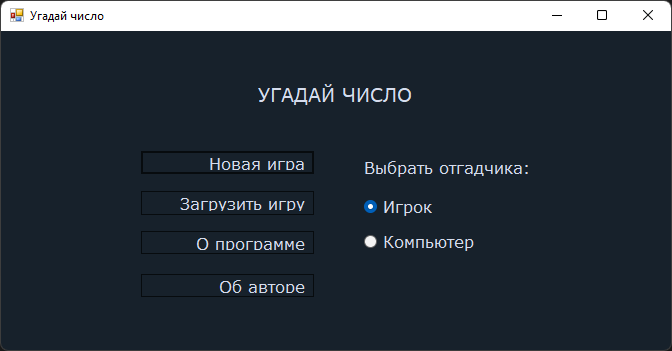 Угадай число
УГАДАЙ ЧИСЛО
Новая игра
Загрузить игру
О программе
Об авторе
Выбрать отгадчика:
Игрок
Компьютер